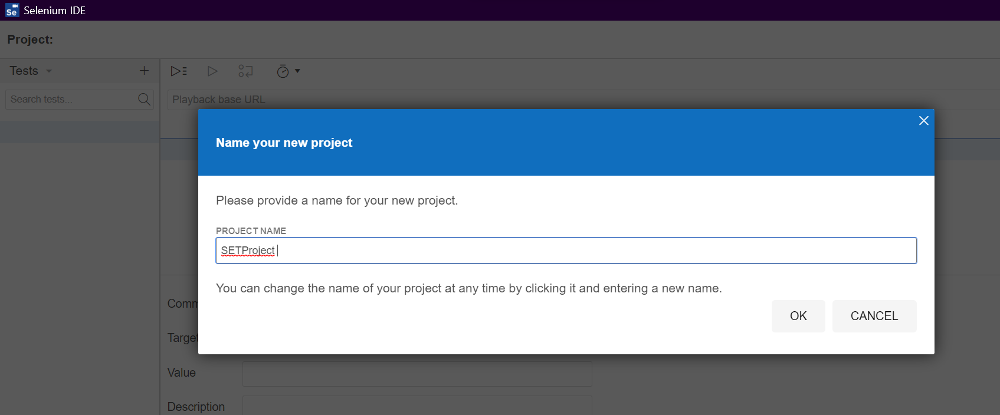 Se Selenium IDE
Project:
Tests
Search tests...
Playback base URL
Name your new project
Please provide a name for your new project.
PROJECT NAME
SETProject
You can change the name of your project at any time by clicking it and entering a new name.
OK CANCEL
Comm
Target
Value
Description